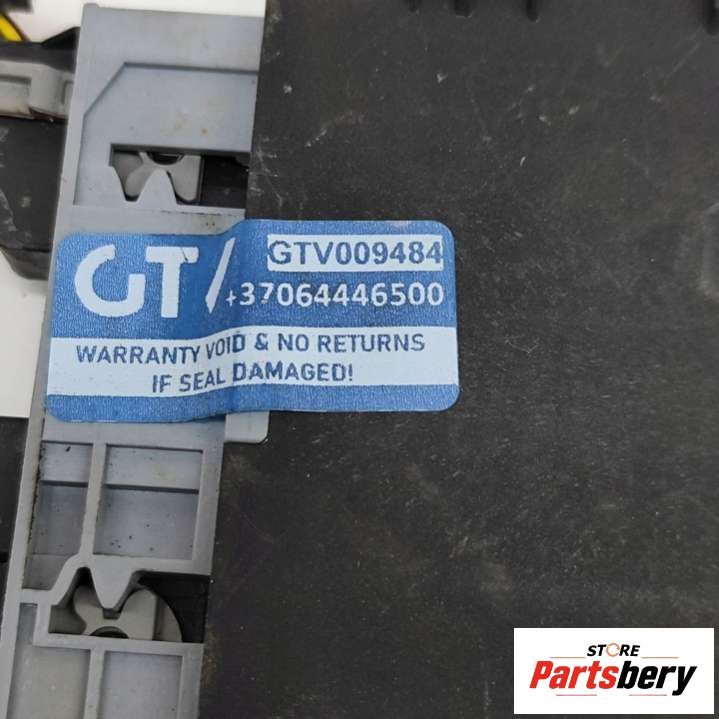 GT/ GTV009484
+37064446500
WARRANTY VOID & NO RETURNS
IF SEAL DAMAGED!
STORE
Partsbery